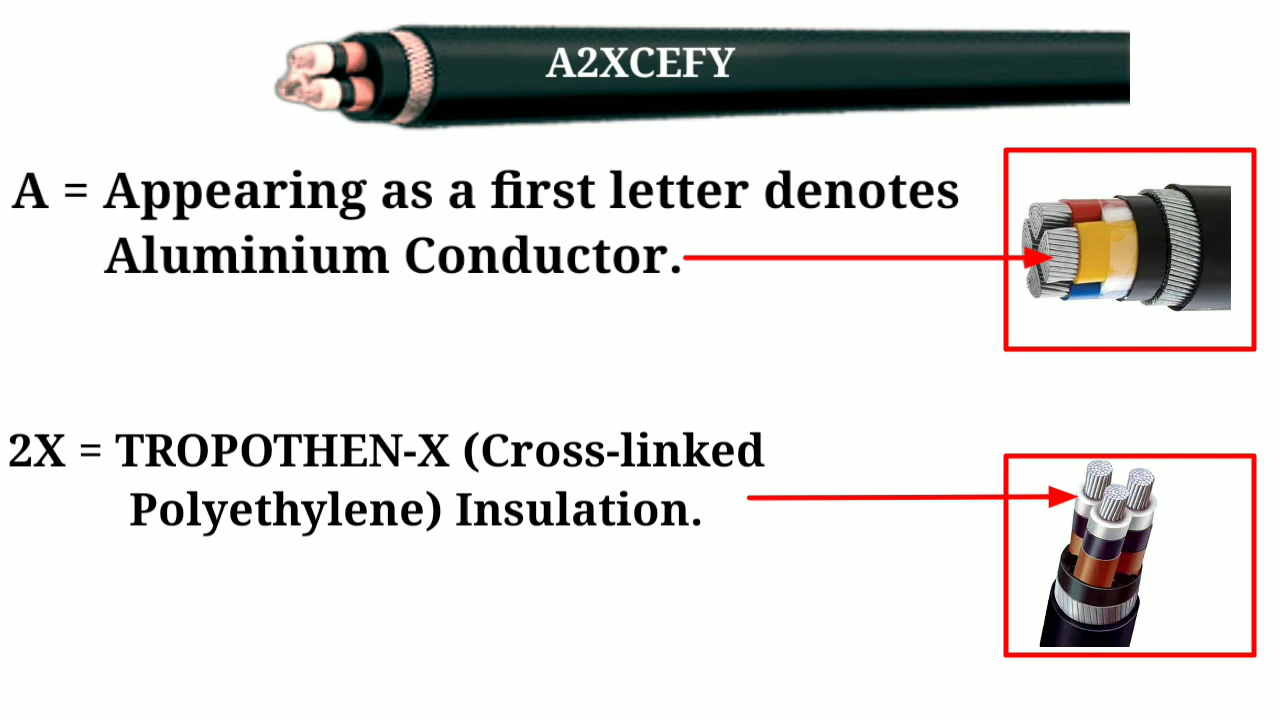 A2XCEFY
A = Appearing as a first letter denotes
Aluminium Conductor.
2X = TROPOTHEN-X (Cross-linked
Polyethylene) Insulation.